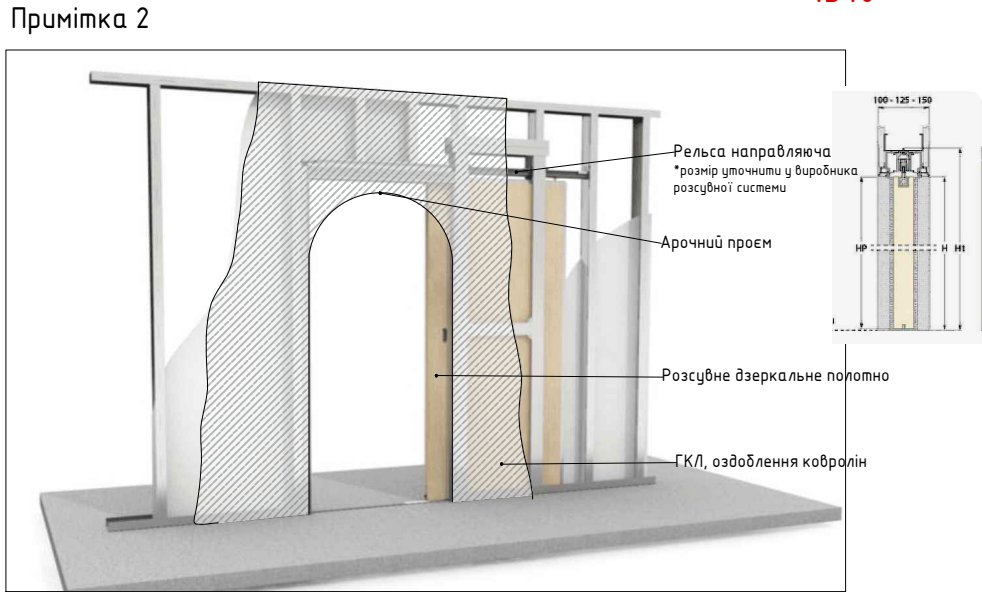 Примітка 2
100 - 125 - 150
Рельса направляюча
*розмір уточнити у виробника
розсувної системи
Арочний проєм
HP
H
Ht
Розсувне дзеркальне полотно
ГКЛ, оздоблення ковролін